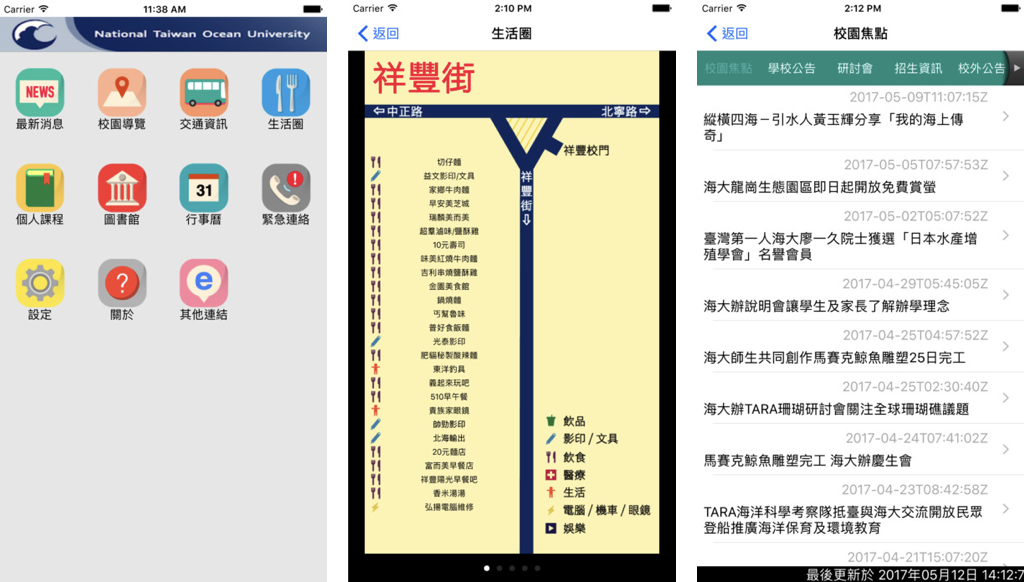 Carrier 11:38 AM
National Taiwan Ocean University
NEWS
最新消息
校園導覽
交通資訊
生活圈
個人課程
圖書館
31
行事曆
緊急連絡
設定
?
關於
e
其他連結
Carrier 2:10 PM
返回
生活圈
祥豐街
⇦中正路
北寧路⇨
祥豐校門
祥豐街⇩
切仔麵
益文影印/文具
家鄉牛肉麵
早安美芝城
瑞麟美而美
超羣滷味/鹽酥雞
10元壽司
味美紅燒牛肉麵
吉利串燒鹽酥雞
金園美食館
鍋燒麵
丐幫魯味
普好食飯麵
光泰影印
肥貓秘製酸辣麵
東洋釣具
義起來玩吧
510早午餐
貴族家眼鏡
帥勁影印
北海輸出
20元麵店
富而美早餐店
祥豐陽光早餐吧
香米湯湯
弘揚電腦維修
飲品
影印/文具
飲食
醫療
生活
電腦/機車/眼鏡
娛樂
Carrier 2:12 PM
返回
校園焦點
校園焦點 學校公告 研討會 招生資訊 校外公告
2017-05-09T11:07:15Z
縱橫四海－引水人黃玉輝分享「我的海上傳
奇」
2017-05-05T07:57:53Z
海大龍崗生態園區即日起開放免費賞螢
2017-05-02T05:07:52Z
臺灣第一人海大廖一久院士獲選「日本水產增
殖學會」名譽會員
2017-04-29T05:45:05Z
海大辦說明會讓學生及家長了解辦學理念
2017-04-25T04:57:52Z
海大師生共同創作馬賽克鯨魚雕塑25日完工
2017-04-25T02:30:40Z
海大辦TARA珊瑚研討會關注全球珊瑚礁議題
2017-04-24T07:41:02Z
馬賽克鯨魚雕塑完工 海大辦慶生會
2017-04-23T08:42:58Z
TARA海洋科學考察隊抵臺與海大交流開放民眾
登船推廣海洋保育及環境教育
2017-04-21T15:07:20Z
最後更新於 2017年05月12日 14:12:7